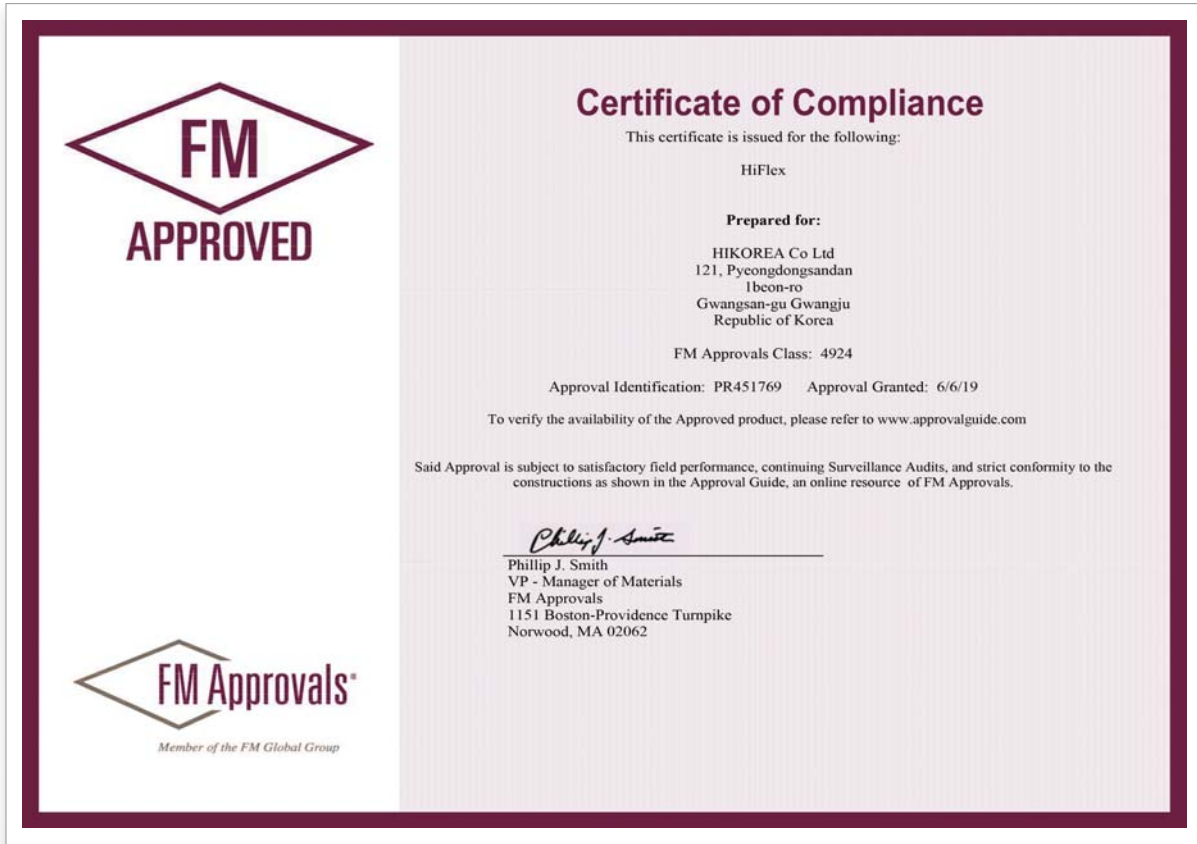 FM
APPROVED
Certificate of Compliance
This certificate is issued for the following:
HiFlex
Prepared for:
HIKOREA Co Ltd
121, Pyeongdongsandan
1beon-ro
Gwangsan-gu Gwangju
Republic of Korea
FM Approvals Class: 4924
Approval Identification: PR451769 Approval Granted: 6/6/19
To verify the availability of the Approved product, please refer to www.approvalguide.com
Said Approval is subject to satisfactory field performance, continuing Surveillance Audits, and strict conformity to the
constructions as shown in the Approval Guide, an online resource of FM Approvals.
Phillip J. Smith
Phillip J. Smith
VP - Manager of Materials
FM Approvals
1151 Boston-Providence Turnpike
Norwood, MA 02062
FM Approvals®
Member of the FM Global Group